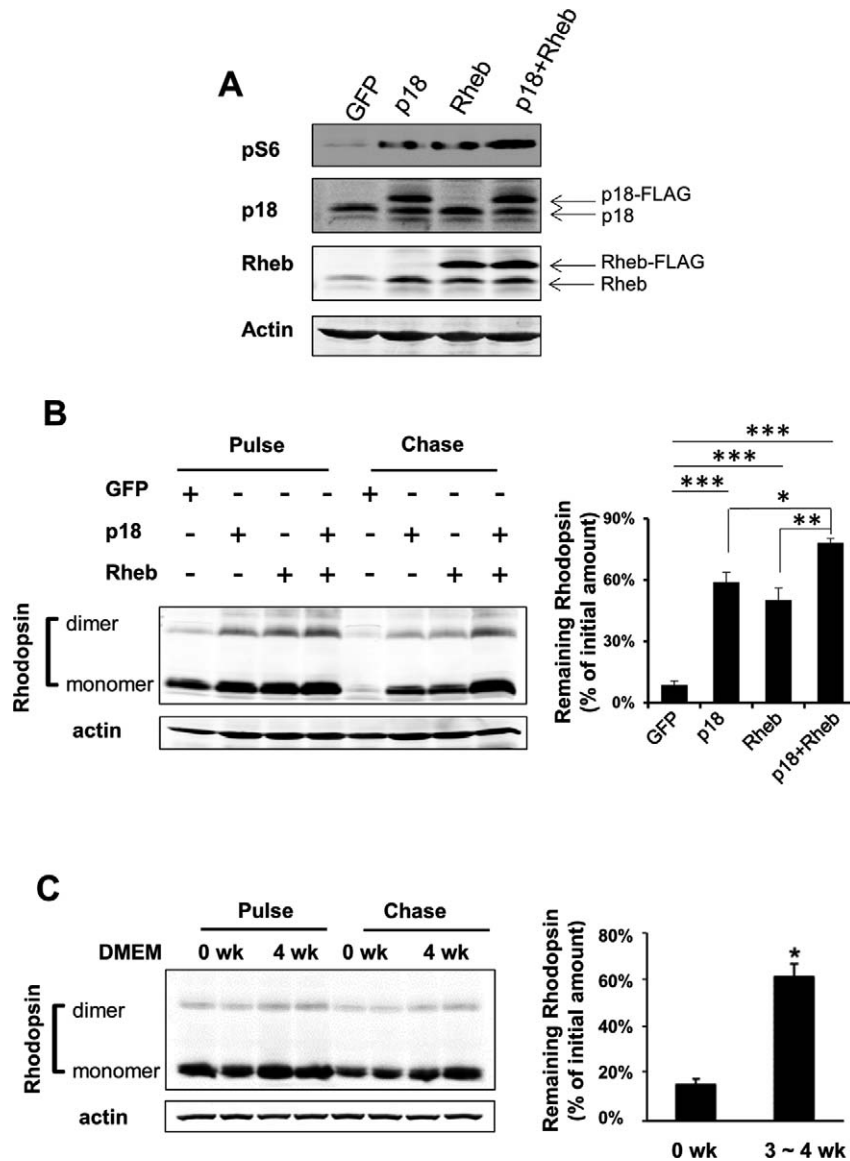 A
GFP p18 Rheb p18+Rheb
pS6
p18
p18-FLAG
p18
Rheb
Rheb-FLAG
Rheb
Actin
B
Pulse Chase
GFP + - - - + - - -
p18 - + - + - + - +
Rheb - - + + - - + +
Rhodopsin
dimer
monomer
actin
Remaining Rhodopsin
(% of initial amount)
***
***
***
*
**
90%
60%
30%
0%
GFP p18 Rheb p18+Rheb
C
Pulse Chase
DMEM 0 wk 4 wk 0 wk 4 wk
Rhodopsin
dimer
monomer
actin
Remaining Rhodopsin
(% of initial amount)
*
80%
60%
40%
20%
0%
0 wk 3 ~ 4 wk